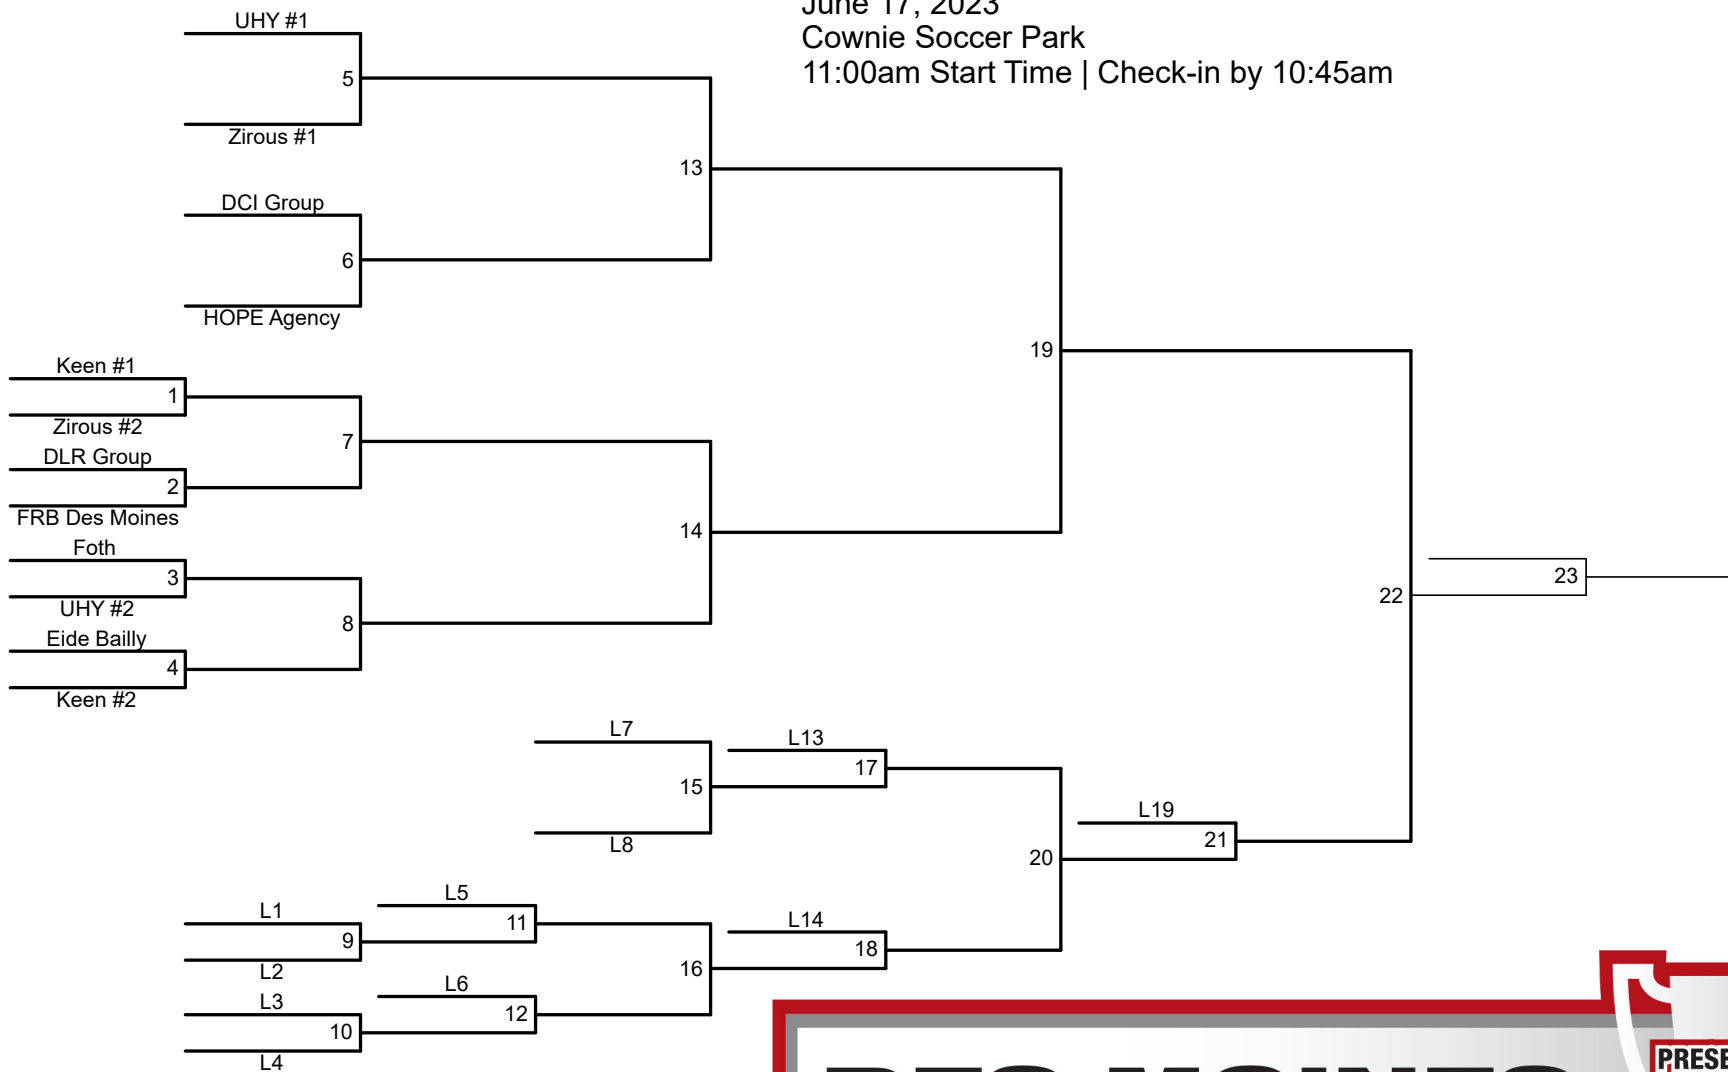 June 17, 2023
Cownie Soccer Park
11:00am Start Time | Check-in by 10:45am
UHY #1
5
Zirous #1
13
DCI Group
6
HOPE Agency
19
Keen #1
1
Zirous #2
7
DLR Group
2
FRB Des Moines
14
Foth
3
UHY #2
8
Eide Bailly
4
Keen #2
22
23
L7
15
L8
L13
17
L19
21
20
L5
11
L1
9
L2
L14
18
16
L6
12
L3
10
L4
DES MOINES